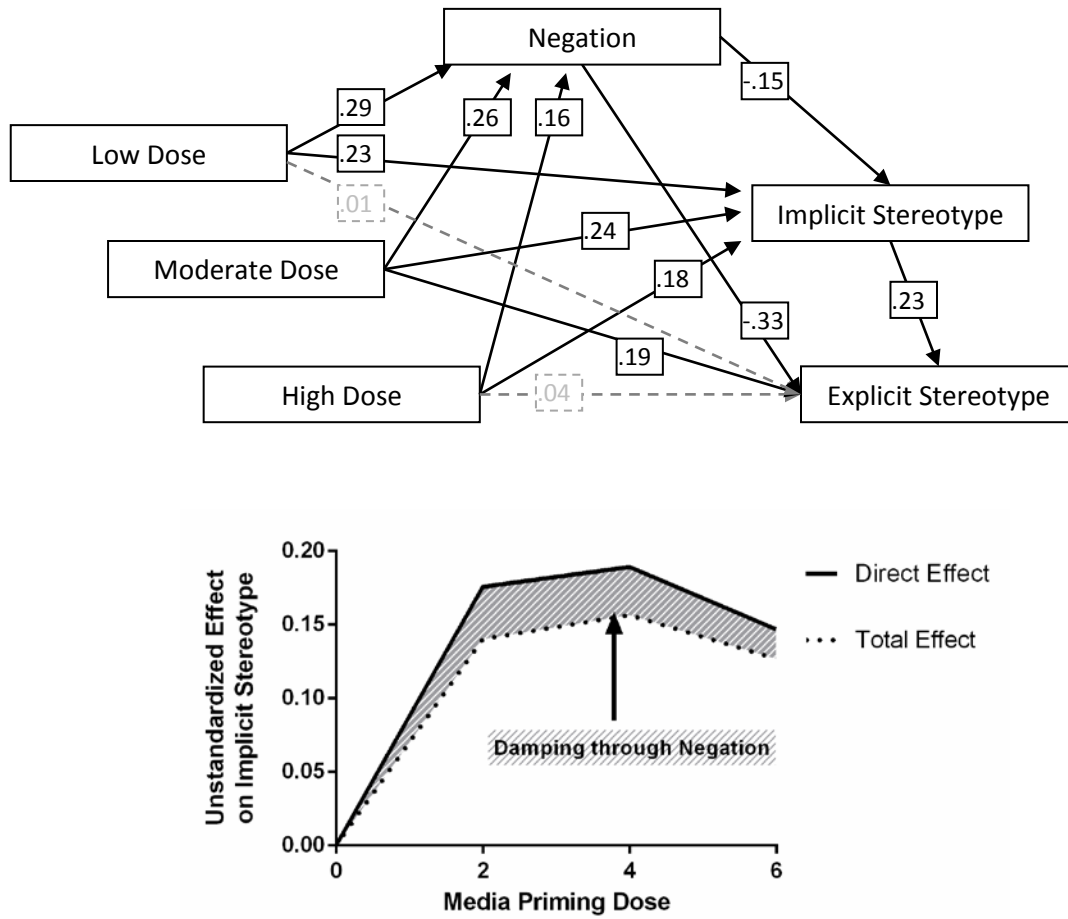 Negation
-.15
.29
.26
.16
Low Dose
.23
.01
Implicit Stereotype
.24
Moderate Dose
.18
.23
-.33
.19
High Dose
.04
Explicit Stereotype
Unstandardized Effect
on Implicit Stereotype
0.20
0.15
0.10
0.05
0.00
Direct Effect
Total Effect
Damping through Negation
0
2
4
6
Media Priming Dose